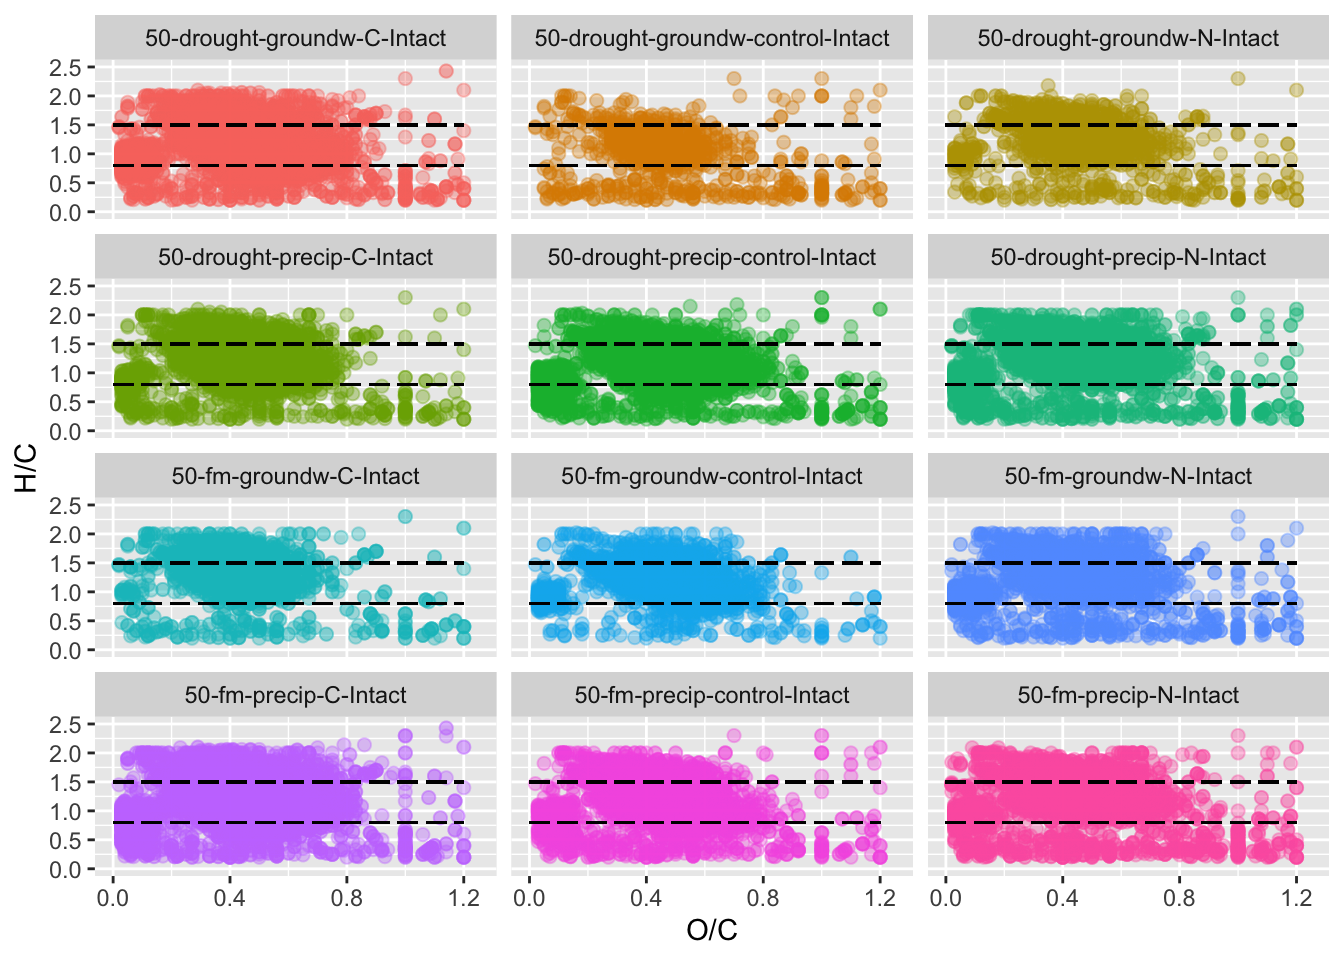 50-drought-groundw-C-Intact
50-drought-groundw-control-Intact
50-drought-groundw-N-Intact
2.5
2.0
1.5
1.0
0.5
0.0
50-drought-precip-C-Intact
50-drought-precip-control-Intact
50-drought-precip-N-Intact
2.5
2.0
1.5
1.0
0.5
0.0
H/C
50-fm-groundw-C-Intact
50-fm-groundw-control-Intact
50-fm-groundw-N-Intact
2.5
2.0
1.5
1.0
0.5
0.0
50-fm-precip-C-Intact
50-fm-precip-control-Intact
50-fm-precip-N-Intact
2.5
2.0
1.5
1.0
0.5
0.0
0.0 0.4 0.8 1.2
0.0 0.4 0.8 1.2
0.0 0.4 0.8 1.2
O/C